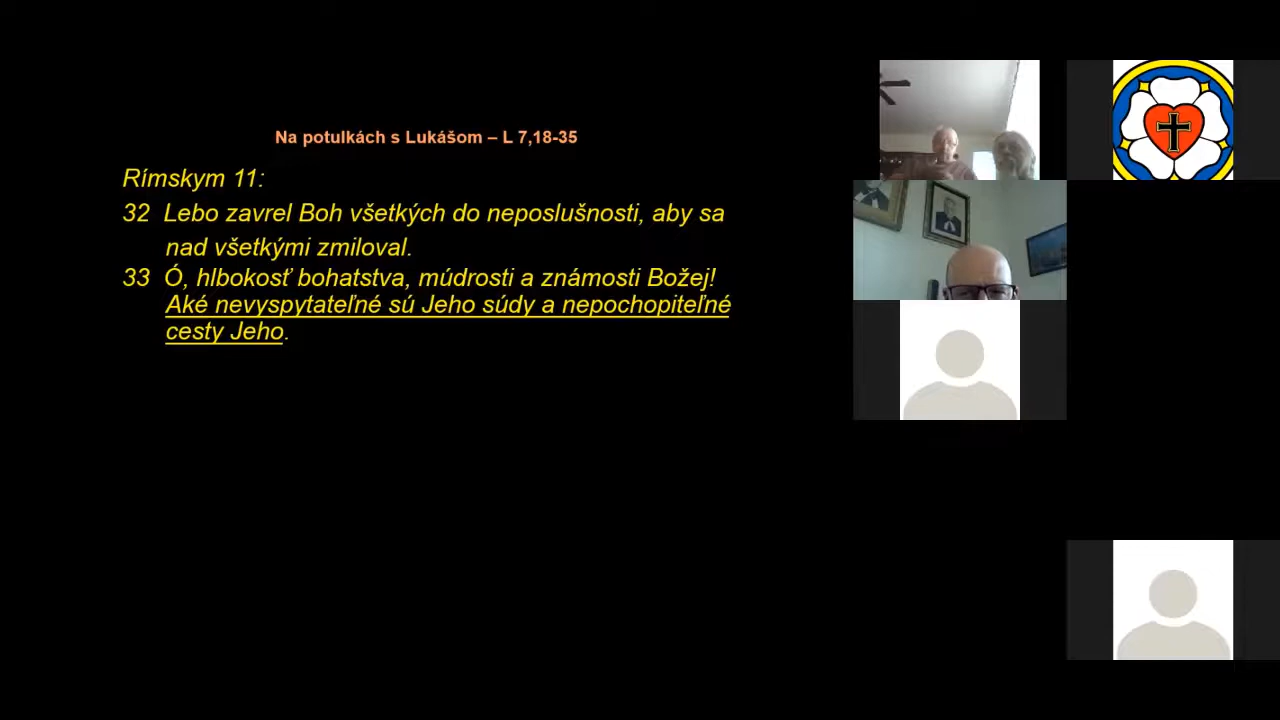 Na potulkách s Lukášom – L 7,18-35
Rímskym 11:
32 Lebo zavrel Boh všetkých do neposlušnosti, aby sa
nad všetkými zmiloval.
33 Ó, hlbokosť bohatstva, múdrosti a známosti Božej!
Aké nevyspytateľné sú Jeho súdy a nepochopiteľné
cesty Jeho.